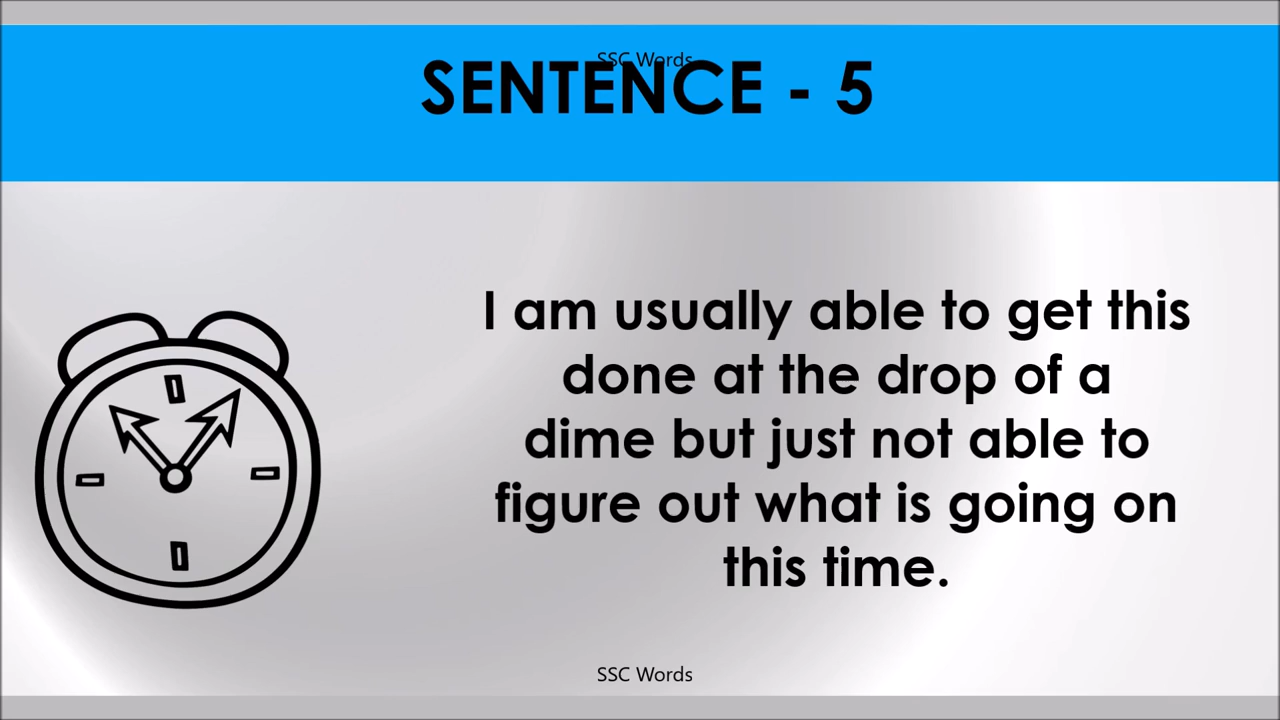 SSC Words
SENTENCE - 5
I am usually able to get this
done at the drop of a
dime but just not able to
figure out what is going on
this time.
SSC Words